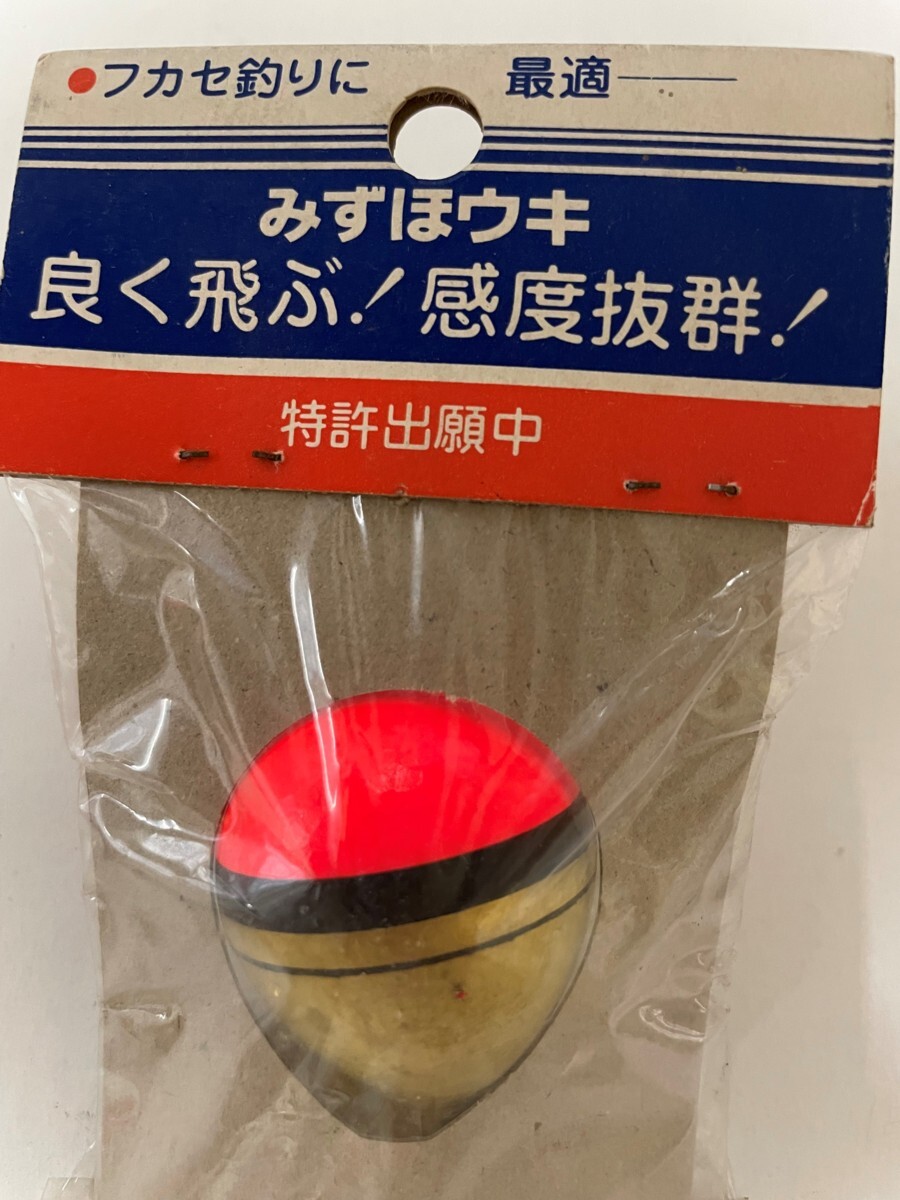 ●フカセ釣りに 最適——
みずほウキ
良く飛ぶ！感度抜群！
特許出願中